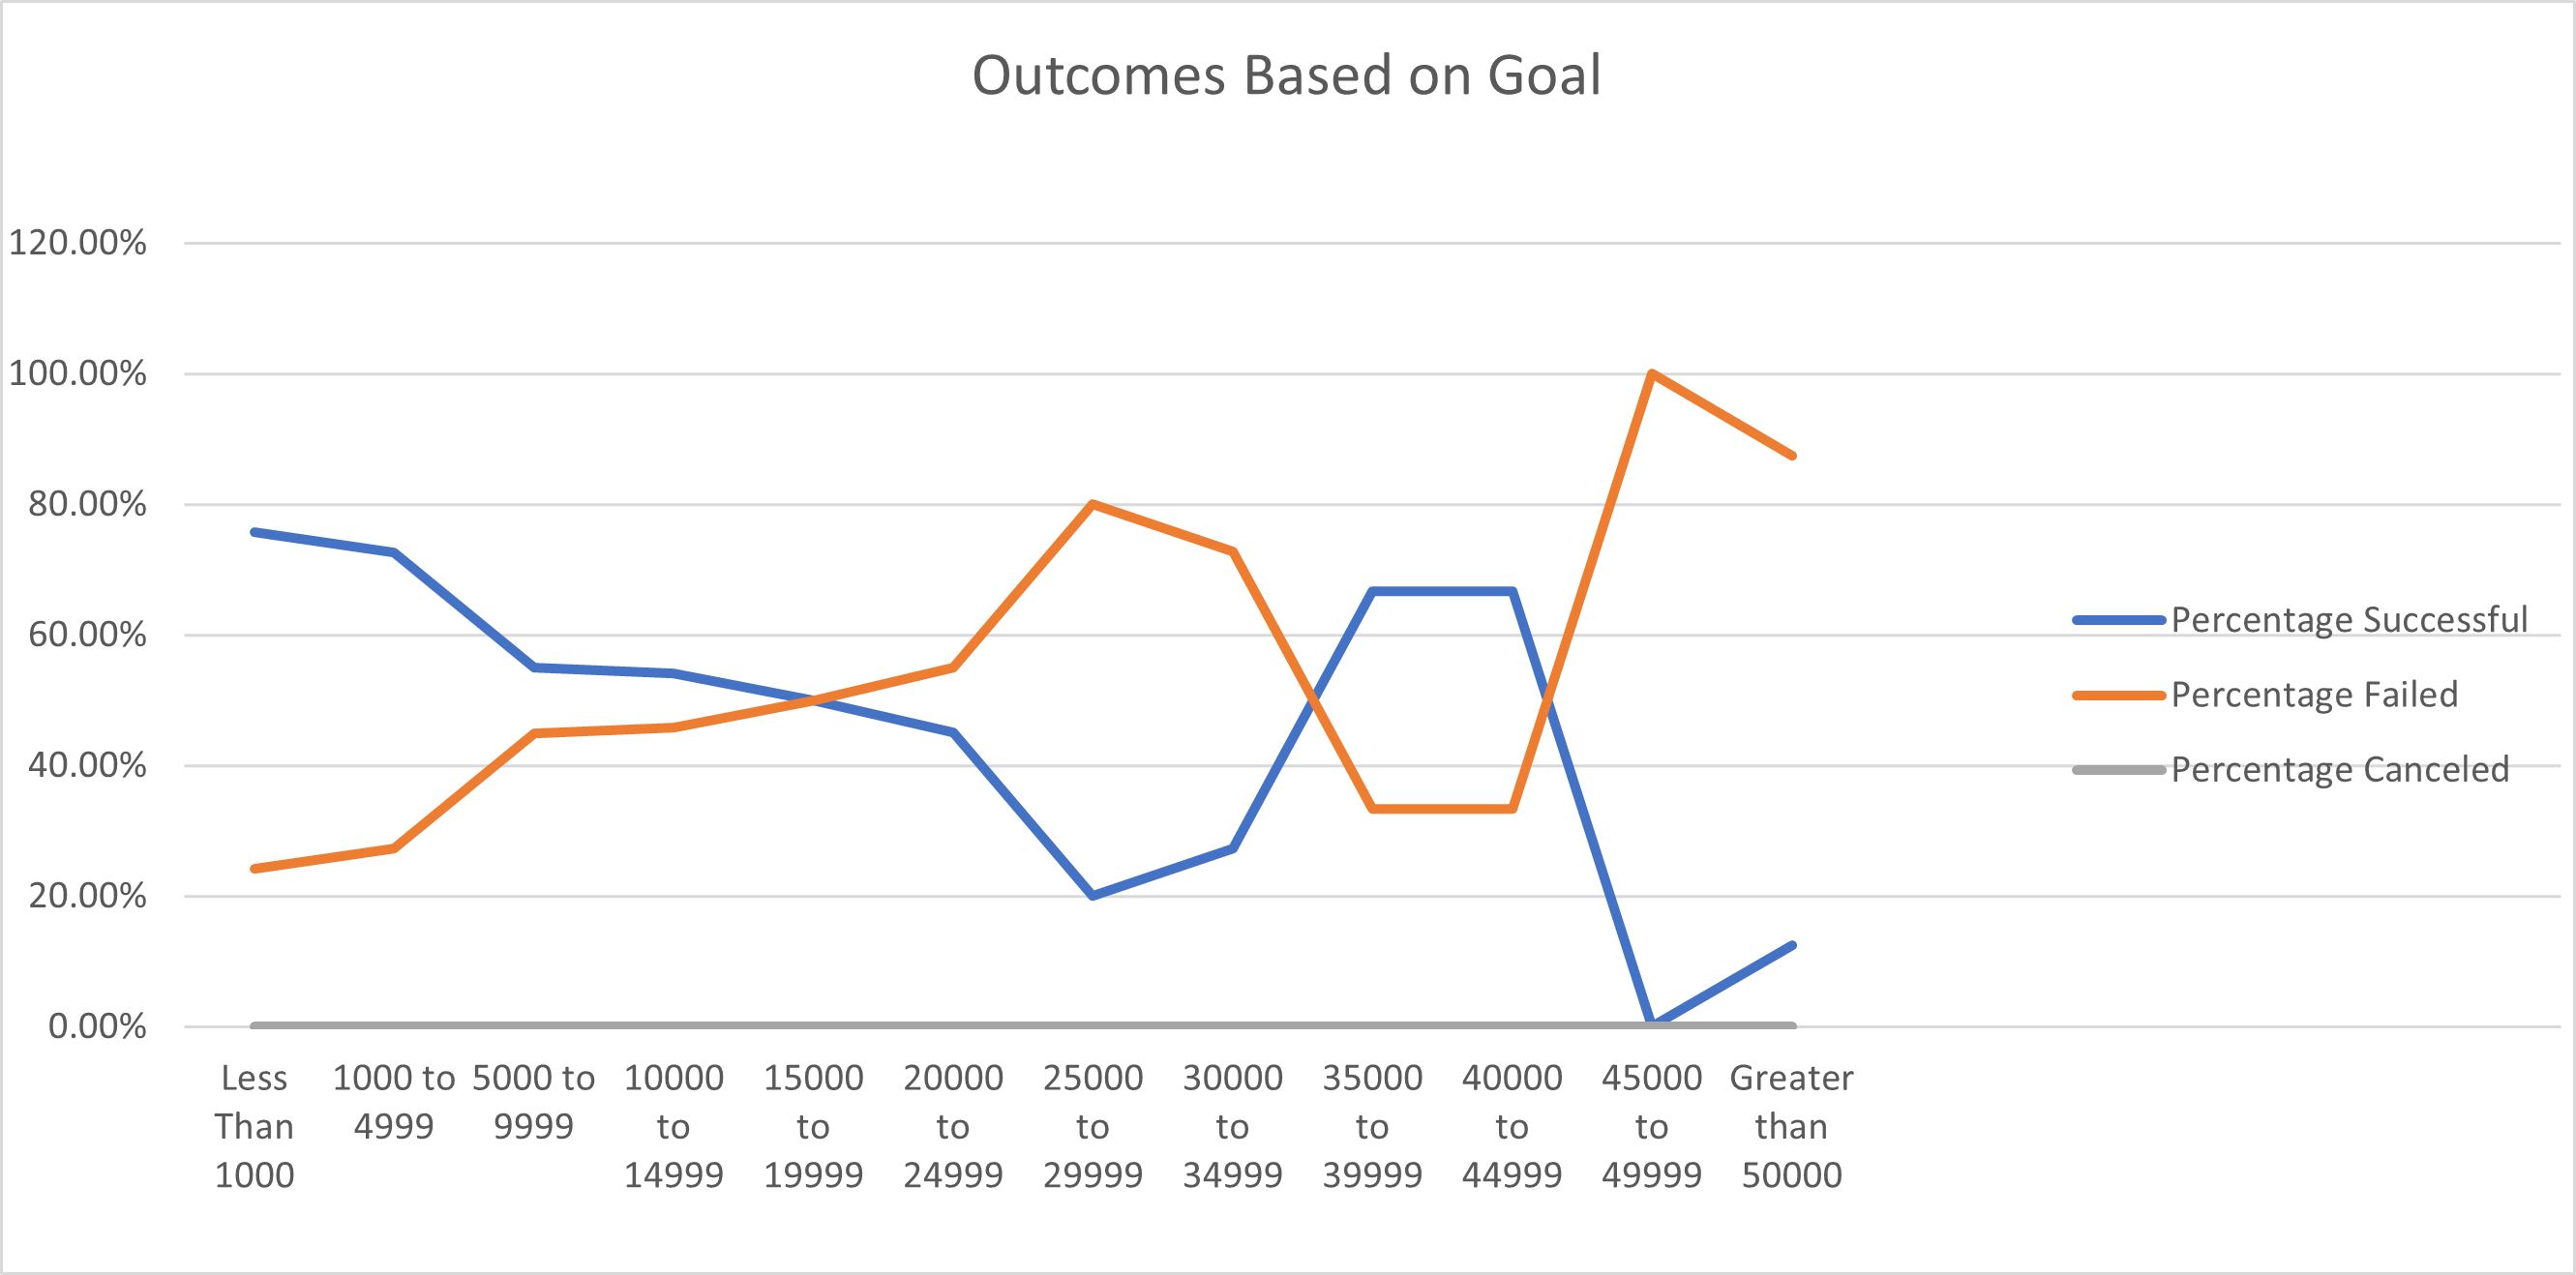 Outcomes Based on Goal
120.00%
100.00%
80.00%
60.00%
40.00%
20.00%
0.00%
Less
Than
1000
1000 to
4999
5000 to
9999
10000
to
14999
15000
to
19999
20000
to
24999
25000
to
29999
30000
to
34999
35000
to
39999
40000
to
44999
45000
to
49999
Greater
than
50000
Percentage Successful
Percentage Failed
Percentage Canceled